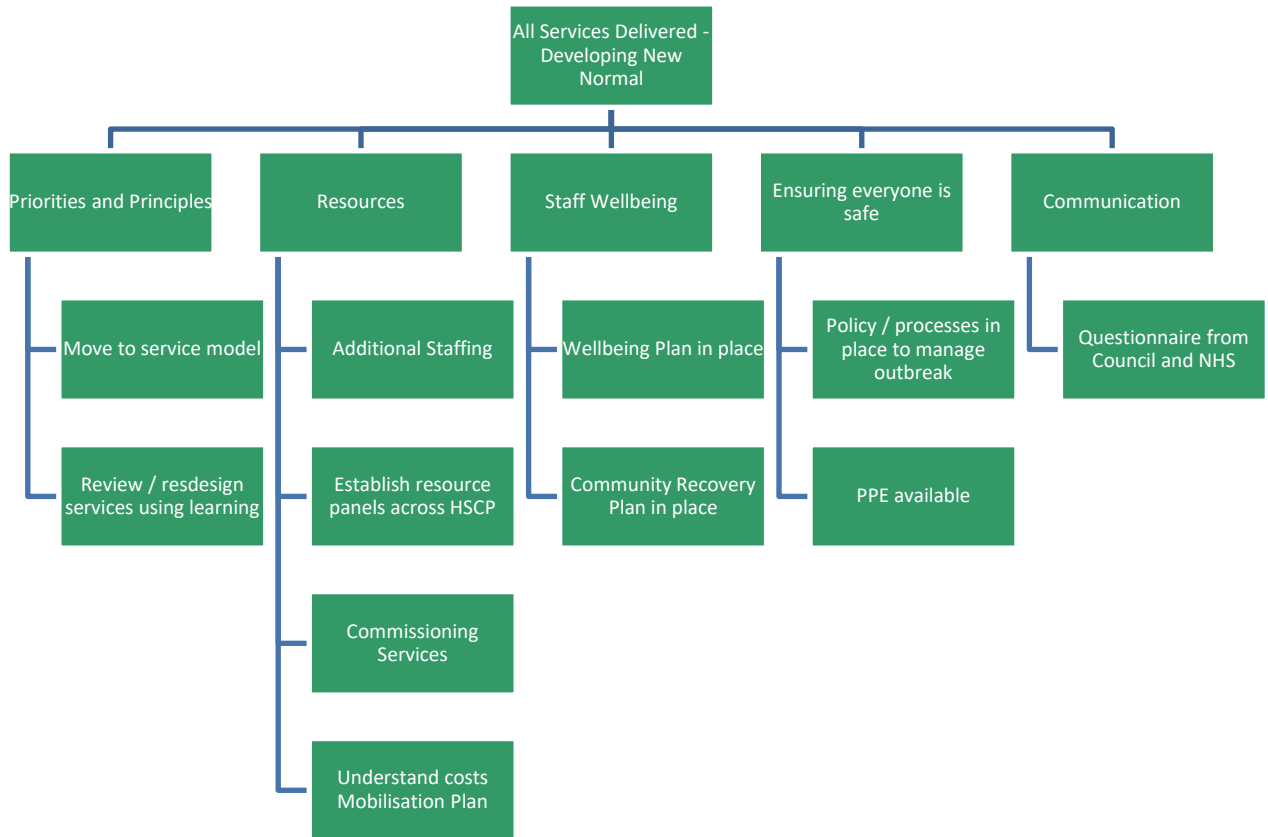 All Services Delivered -
Developing New
Normal
Priorities and Principles
Resources
Staff Wellbeing
Ensuring everyone is
safe
Communication
Move to service model
Additional Staffing
Wellbeing Plan in place
Policy / processes in
place to manage
outbreak
Questionnaire from
Council and NHS
Review / resdesign
services using learning
Establish resource
panels across HSCP
Community Recovery
Plan in place
PPE available
Commissioning
Services
Understand costs
Mobilisation Plan